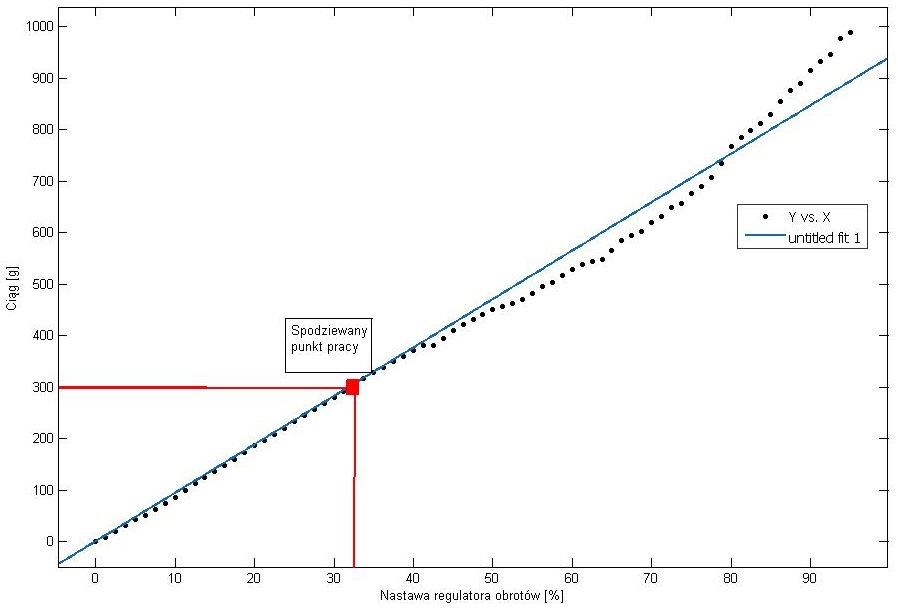 1000
900
800
700
600
500
400
300
200
100
0
Ciąg [g]
Spodziewany
punkt pracy
Y vs. X
untitled fit 1
0 10 20 30 40 50 60 70 80 90
Nastawa regulatora obrotów [%]